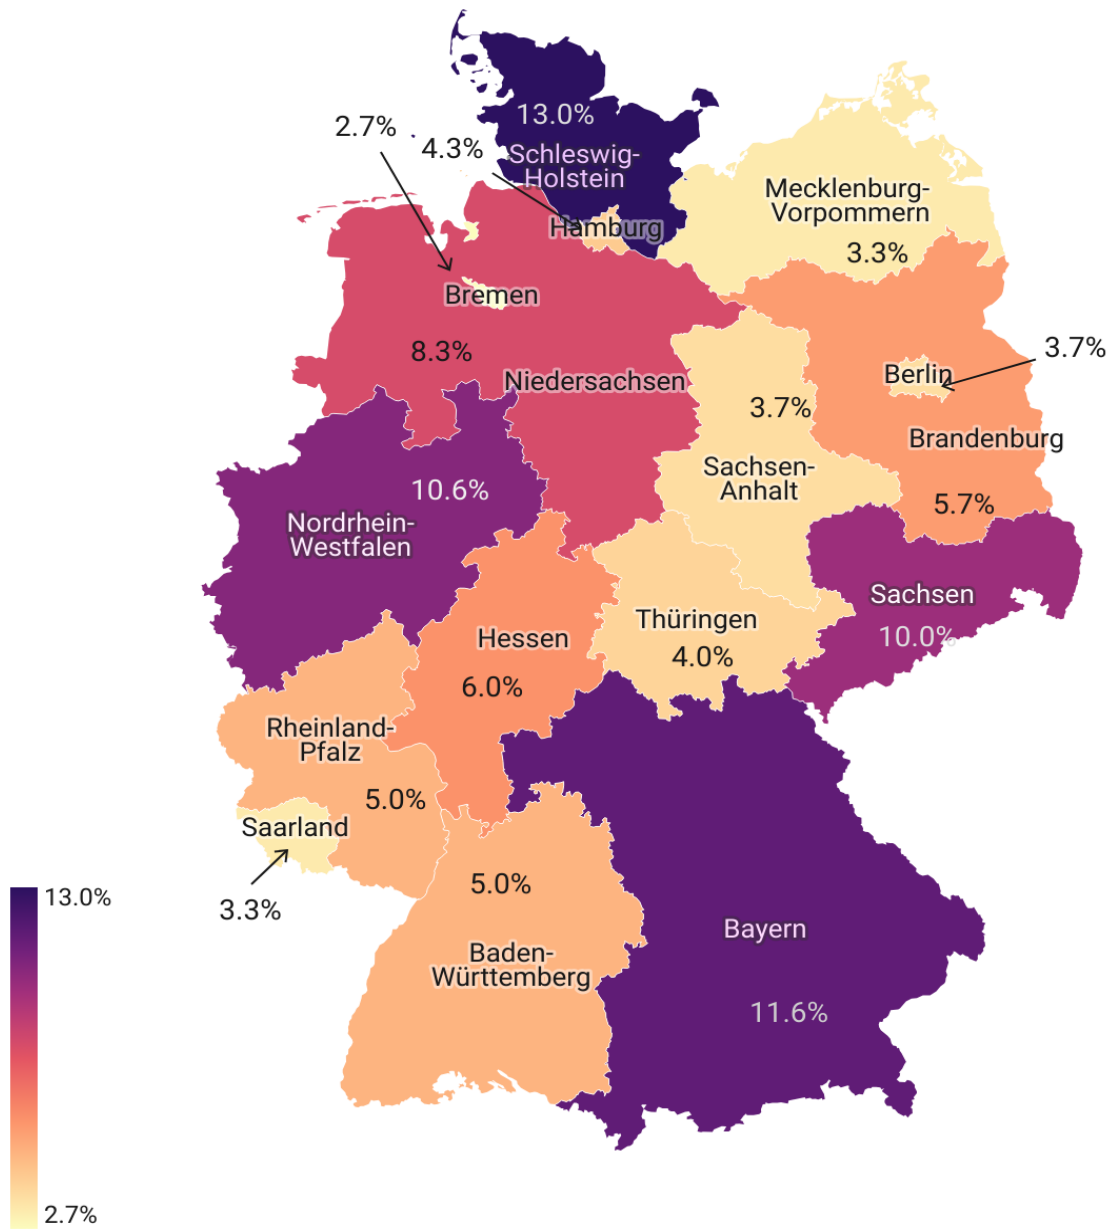 13.0%
2.7%
4.3%
Schleswig-
Holstein
Mecklenburg-
Vorpommern
Hamburg
3.3%
Bremen
8.3%
3.7%
Berlin
Niedersachsen
3.7%
Brandenburg
Sachsen-
Anhalt
10.6%
5.7%
Nordrhein-
Westfalen
Sachsen
Thüringen
10.0%
Hessen
4.0%
6.0%
Rheinland-
Pfalz
5.0%
Saarland
5.0%
13.0%
3.3%
Bayern
Baden-
Württemberg
11.6%
2.7%